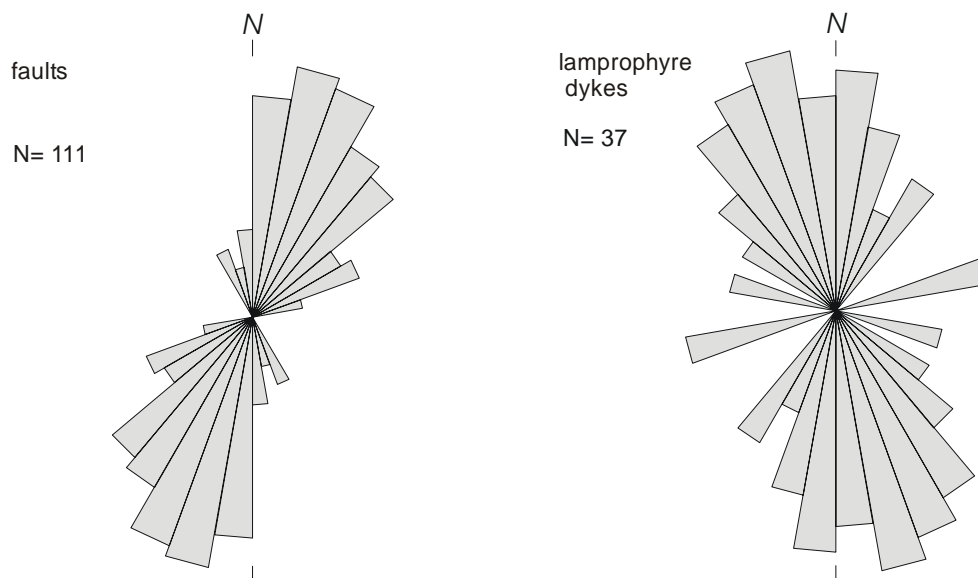 N
faults
N= 111
N
lamprophyre
dykes
N= 37